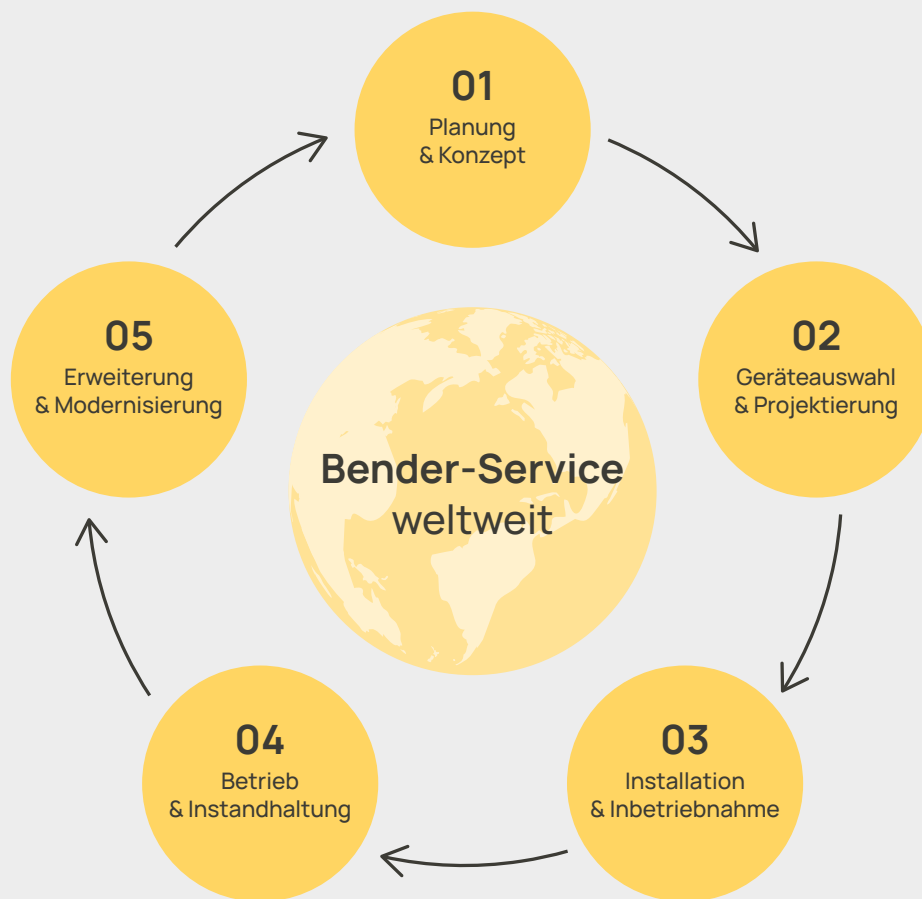 01
Planung
& Konzept
02
Geräteauswahl
& Projektierung
03
Installation
& Inbetriebnahme
04
Betrieb
& Instandhaltung
05
Erweiterung
& Modernisierung
Bender-Service
weltweit